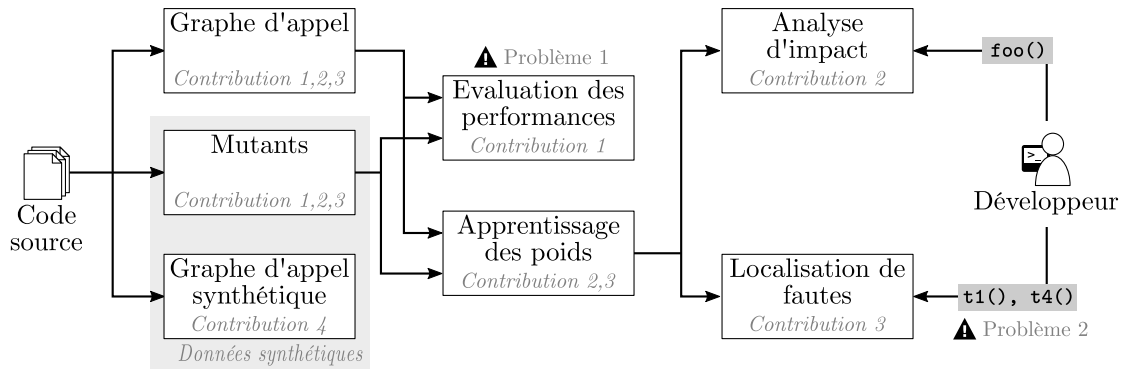 Graphe d'appel
Contribution 1,2,3
Mutants
Contribution 1,2,3
Code
source
Graphe d'appel
synthétique
Contribution 4
Données synthétiques
Problème 1
Evaluation des
performances
Contribution 1
Apprentissage
des poids
Contribution 2,3
Analyse
d'impact
Contribution 2
foo()
>_
Développeur
Localisation de
fautes
Contribution 3
t1(), t4()
Problème 2